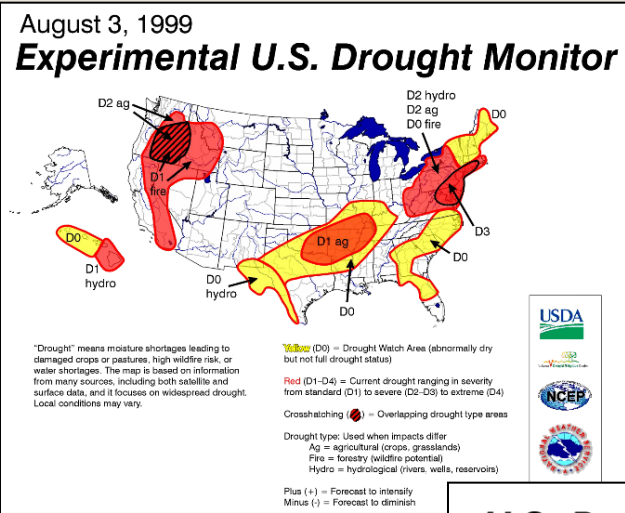 August 3, 1999
Experimental U.S. Drought Monitor
D2 ag
D2 hydro
D2 ag
D0 fire
D0
D1
fire
D3
D0
D1 ag
D0
D1
hydro
D0
hydro
D0
"Drought" means moisture shortages leading to
damaged crops or pastures, high wildfire risk, or
water shortages. The map is based on information
from many sources, including both satellite and
surface data, and it focuses on widespread drought.
Local conditions may vary.
Yellow (D0) = Drought Watch Area (abnormally dry
but not full drought status)
Red (D1-D4) = Current drought ranging in severity
from standard (D1) to severe (D2-D3) to extreme (D4)
Crosshatching ( ) = Overlapping drought type areas
Drought type: Used when impacts differ
Ag = agricultural (crops, grasslands)
Fire = forestry (wildfire potential)
Hydro = hydrological (rivers, wells, reservoirs)
Plus (+) = Forecast to intensify
Minus (-) = Forecast to diminish
USDA
NCEP
NATIONAL WEATHER SERVICE